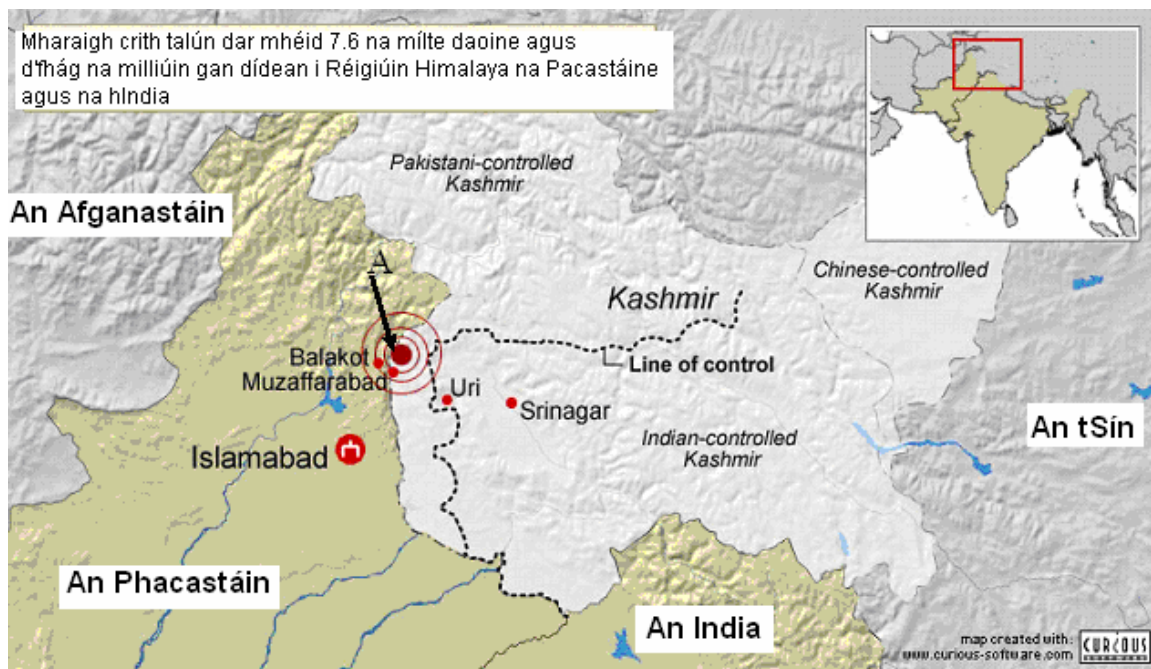 Mharaigh crith talún dar mhéid 7.6 na mílte daoine agus
d'fhág na milliúin gan dídean i Réigiúin Himalaya na Pacastáine
agus na hIndia
Pakistani-controlled
Kashmir
An Afganastáin
A
Chinese-controlled
Kashmir
Kashmir
Balakot
Muzaffarabad
Line of control
Uri
Srinagar
An tSín
Indian-controlled
Kashmir
Islamabad
An Phacastáin
An India
map created with:
www.curious-software.com
CURIOUS